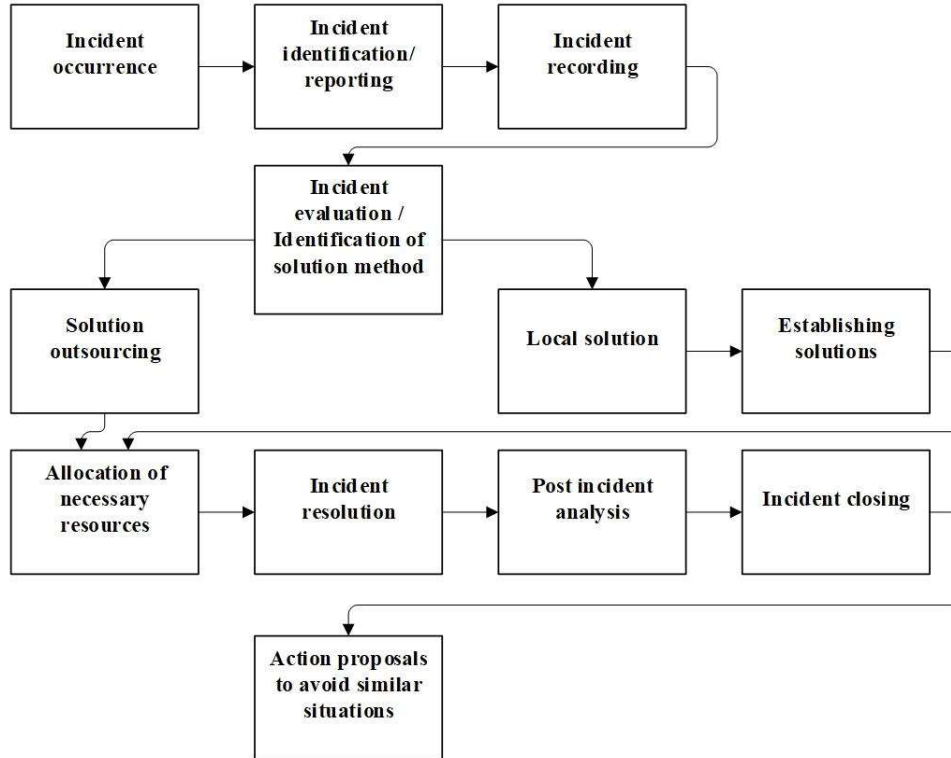 Incident
occurrence
Incident
identification/
reporting
Incident
recording
Incident
evaluation /
Identification of
solution method
Solution
outsourcing
Local solution
Establishing
solutions
Allocation of
necessary
resources
Incident
resolution
Post incident
analysis
Incident closing
Action proposals
to avoid similar
situations